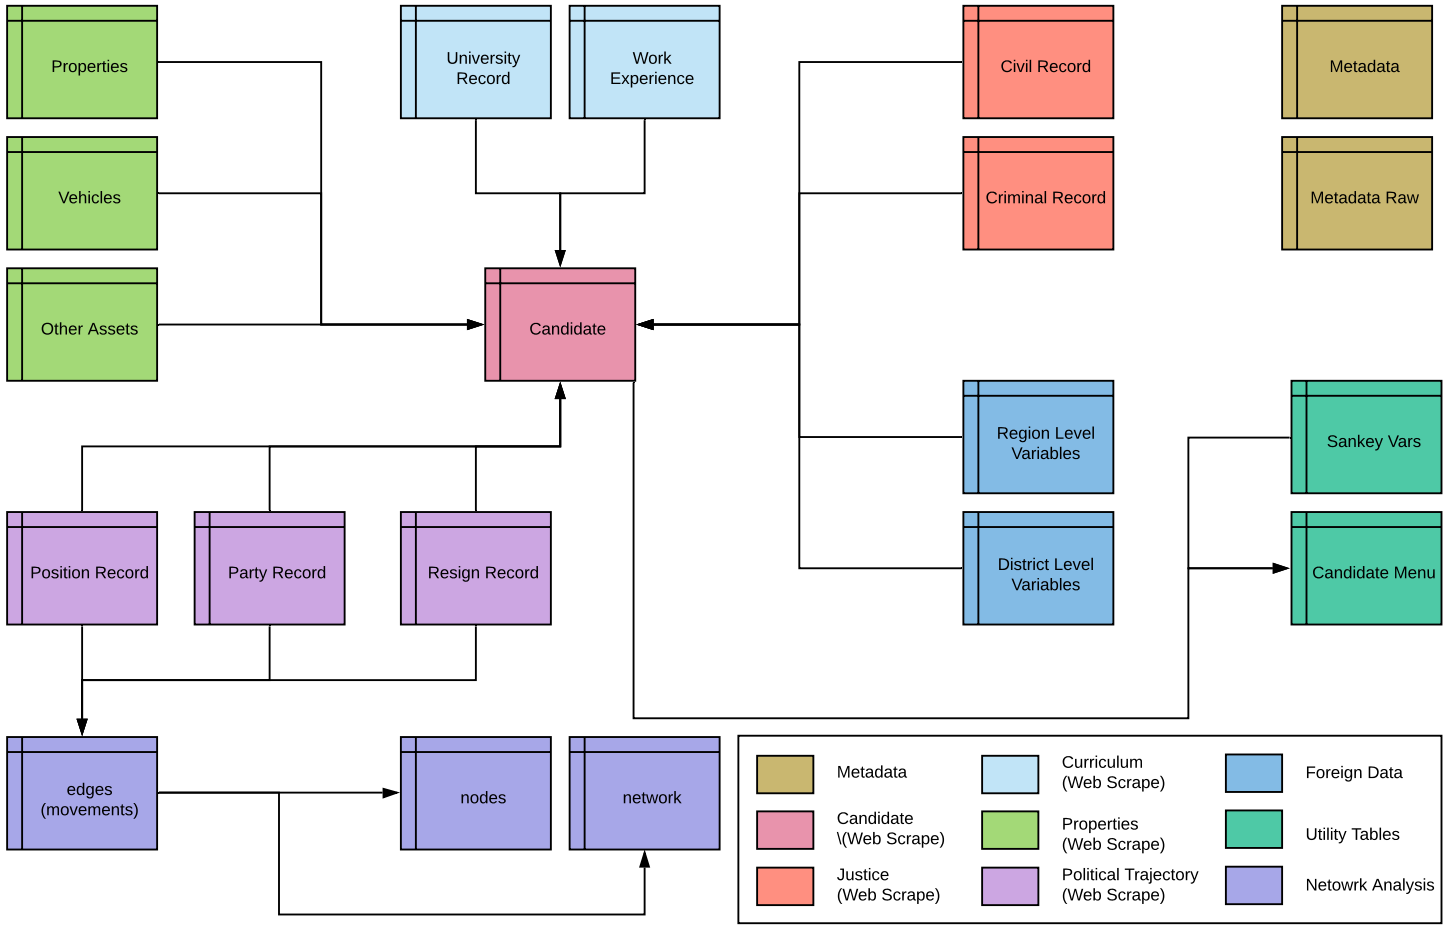 Properties
University
Record
Work
Experience
Civil Record
Metadata
Vehicles
Criminal Record
Metadata Raw
Other Assets
Candidate
Region Level
Variables
Sankey Vars
Position Record
Party Record
Resign Record
District Level
Variables
Candidate Menu
edges
(movements)
nodes
network
Metadata
Candidate
\(Web Scrape)
Justice
(Web Scrape)
Curriculum
(Web Scrape)
Properties
(Web Scrape)
Political Trajectory
(Web Scrape)
Foreign Data
Utility Tables
Netowrk Analysis